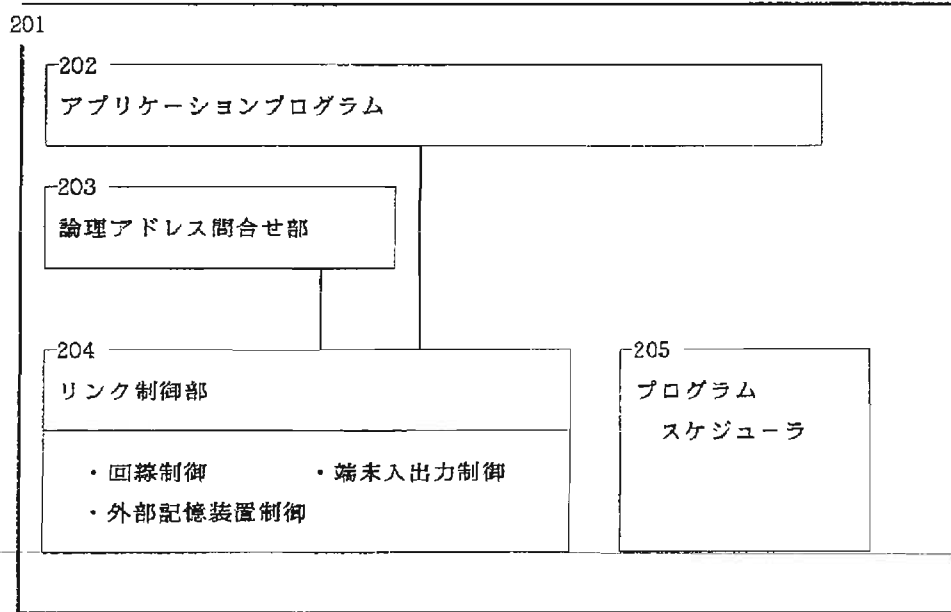 201
202
アプリケーションプログラム
203
論理アドレス問合せ部
204
リンク制御部
205
プログラム
スケジューラ
・回線制御 ・端末入出力制御
・外部記憶装置制御